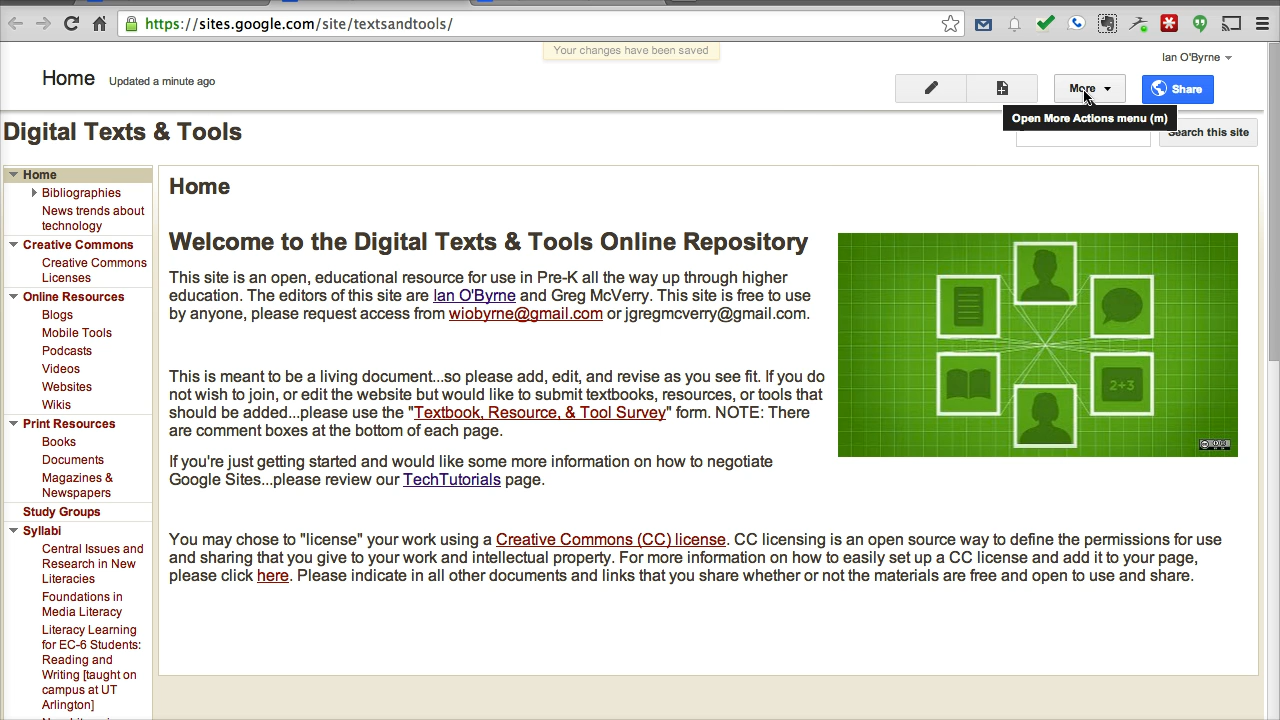 https://sites.google.com/site/textsandtools/
Your changes have been saved
Ian O'Byrne
Home Updated a minute ago
More
Share
Open More Actions menu (m)
Digital Texts & Tools
Search this site
Home
Bibliographies
News trends about
technology
Creative Commons
Creative Commons
Licenses
Online Resources
Blogs
Mobile Tools
Podcasts
Videos
Websites
Wikis
Print Resources
Books
Documents
Magazines &
Newspapers
Study Groups
Syllabi
Central Issues and
Research in New
Literacies
Foundations in
Media Literacy
Literacy Learning
for EC-6 Students:
Reading and
Writing [taught on
campus at UT
Arlington]
Home
Welcome to the Digital Texts & Tools Online Repository
This site is an open, educational resource for use in Pre-K all the way up through higher
education. The editors of this site are Ian O'Byrne and Greg McVerry. This site is free to use
by anyone, please request access from wiobyrne@gmail.com or jgregmcverry@gmail.com.
This is meant to be a living document...so please add, edit, and revise as you see fit. If you do
not wish to join, or edit the website but would like to submit textbooks, resources, or tools that
should be added...please use the "Textbook, Resource, & Tool Survey" form. NOTE: There
are comment boxes at the bottom of each page.
If you're just getting started and would like some more information on how to negotiate
Google Sites...please review our TechTutorials page.
You may chose to "license" your work using a Creative Commons (CC) license. CC licensing is an open source way to define the permissions for use
and sharing that you give to your work and intellectual property. For more information on how to easily set up a CC license and add it to your page,
please click here. Please indicate in all other documents and links that you share whether or not the materials are free and open to use and share.
2+3